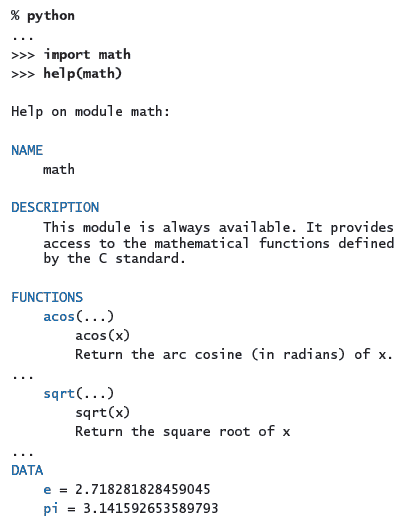 % python
...
>>> import math
>>> help(math)
Help on module math:
NAME
math
DESCRIPTION
This module is always available. It provides
access to the mathematical functions defined
by the C standard.
FUNCTIONS
acos(...)
acos(x)
Return the arc cosine (in radians) of x.
...
sqrt(...)
sqrt(x)
Return the square root of x
...
DATA
e = 2.718281828459045
pi = 3.141592653589793